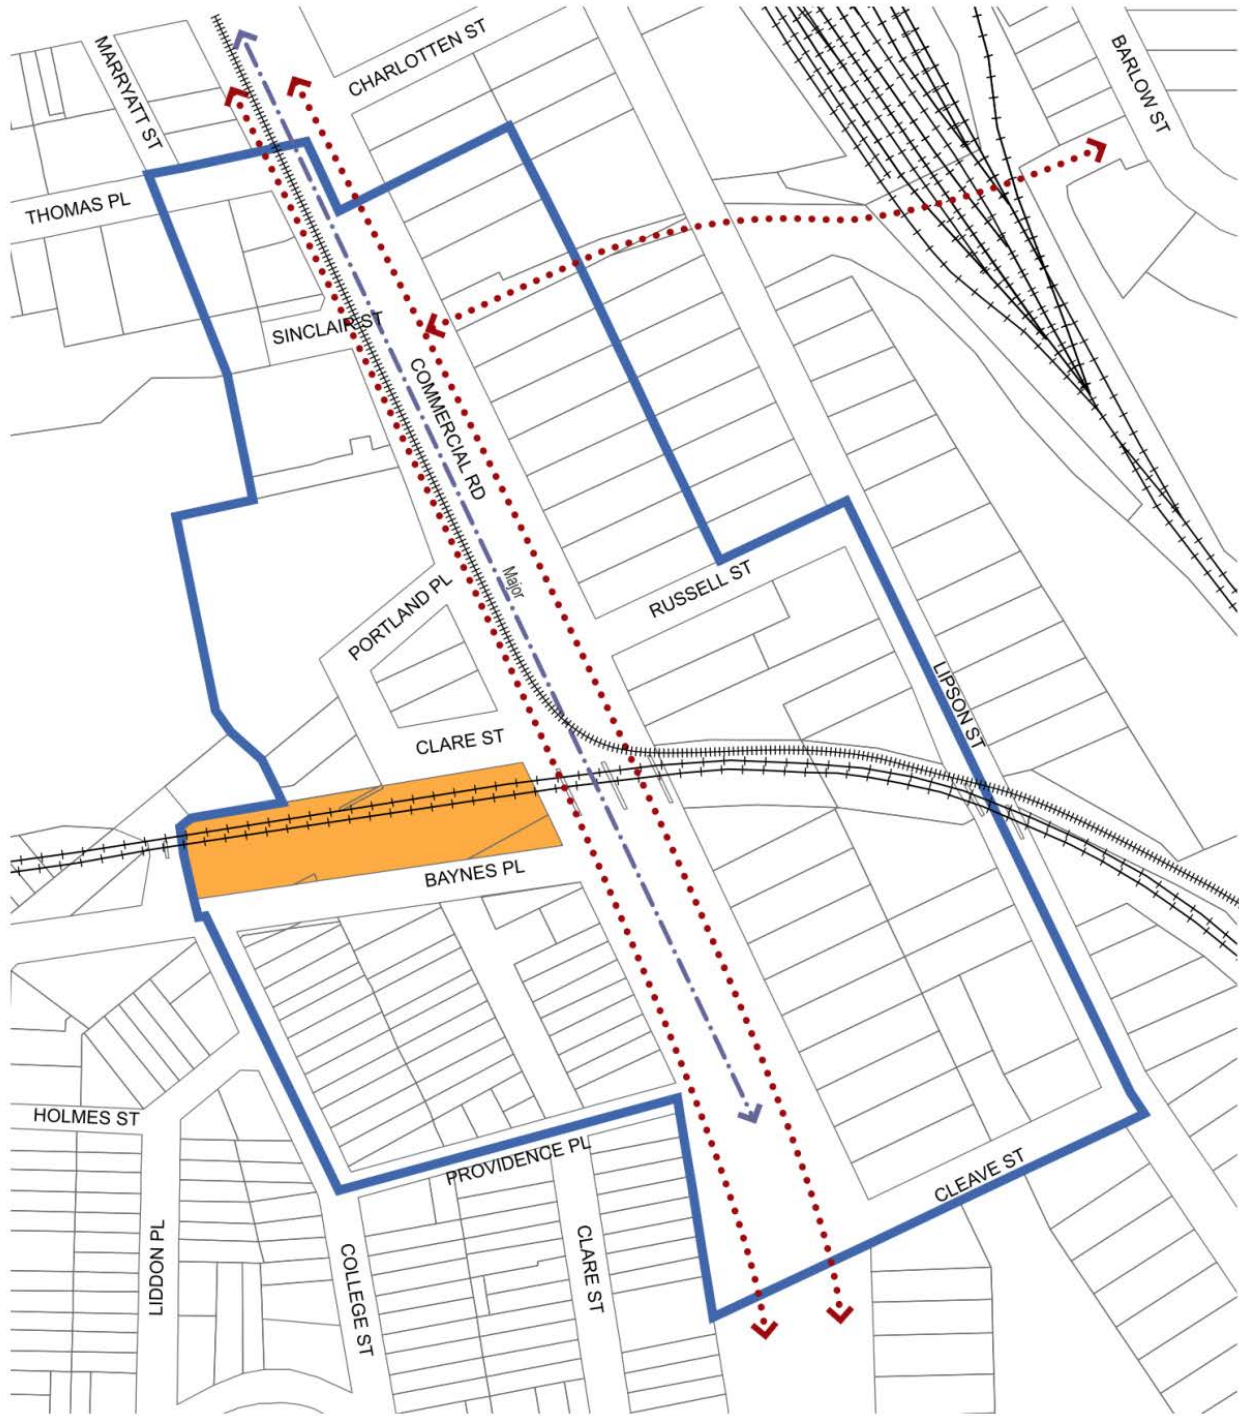 MARRYATT ST
CHARLOTTEN ST
BARLOW ST
THOMAS PL
SINCLAIR ST
COMMERCIAL RD
Major
PORTLAND PL
RUSSELL ST
LIPSON ST
CLARE ST
BAYNES PL
HOLMES ST
PROVIDENCE PL
CLEAVE ST
LIDDON PL
COLLEGE ST
CLARE ST